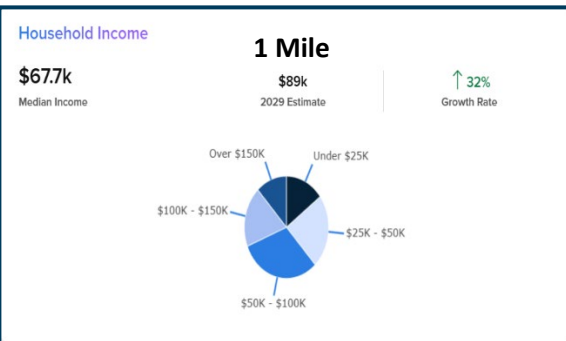 Household Income
1 Mile
$67.7k
$89k
↑ 32%
Median Income
2029 Estimate
Growth Rate
Over $150K
Under $25K
$100K - $150K
$25K - $50K
$50K - $100K